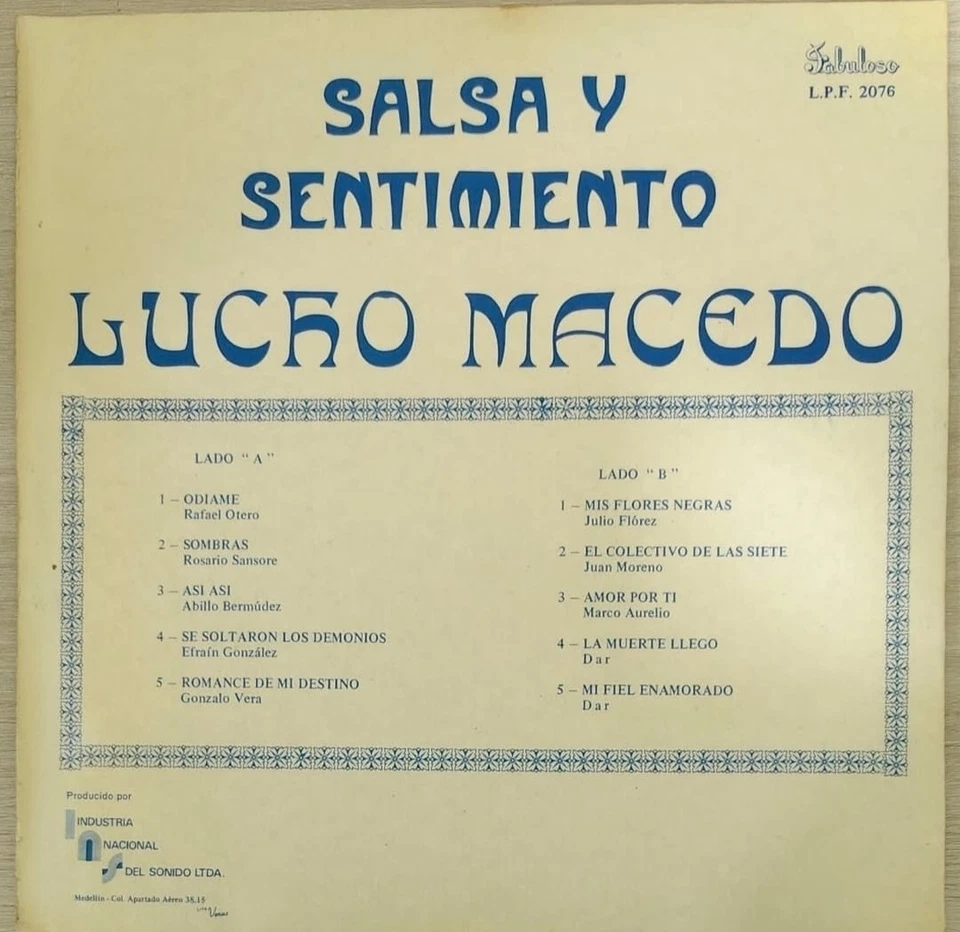 Fabuloso
L.P.F. 2076
SALSA Y
SENTIMIENTO
LUCHO MACEDO
LADO “ A ”
1 – ODIAME
Rafael Otero
2 – SOMBRAS
Rosario Sansore
3 – ASI ASI
Abillo Bermúdez
4 – SE SOLTARON LOS DEMONIOS
Efraín González
5 – ROMANCE DE MI DESTINO
Gonzalo Vera
LADO “ B ”
1 – MIS FLORES NEGRAS
Julio Flórez
2 – EL COLECTIVO DE LAS SIETE
Juan Moreno
3 – AMOR POR TI
Marco Aurelio
4 – LA MUERTE LLEGO
Dar
5 – MI FIEL ENAMORADO
Dar
Producido por
INDUSTRIA
NACIONAL
DEL SONIDO LTDA.
Medellín - Col. Apartado Aéreo 38.15